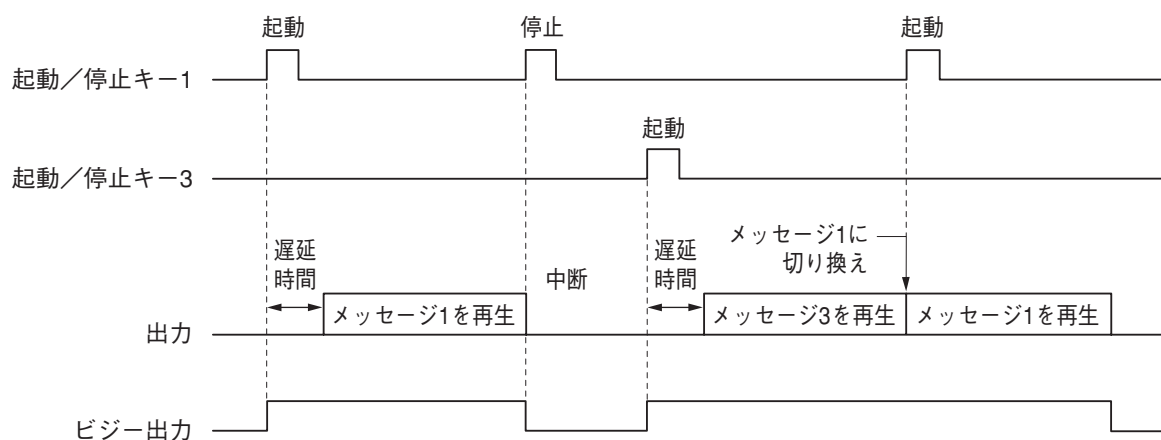 起動
停止
起動
起動／停止キー1
起動
起動／停止キー3
遅延
時間
中断
遅延
時間
メッセージ1に
切り換え
メッセージ1を再生
メッセージ3を再生
メッセージ1を再生
出力
ビジー出力